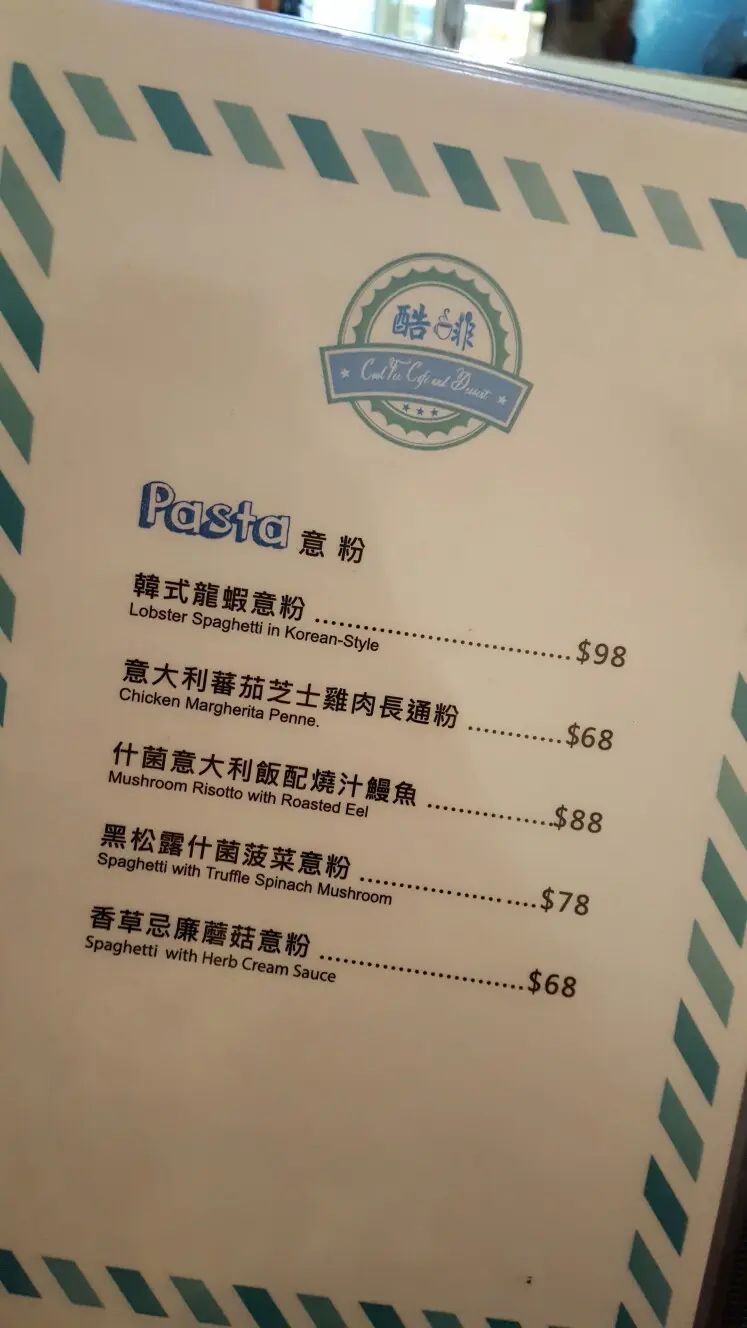 酷啡
Cool Fee Café and Dessert
Pasta 意粉
韓式龍蝦意粉 ........................... $98
Lobster Spaghetti in Korean-Style
意大利蕃茄芝士雞肉長通粉 ........... $68
Chicken Margherita Penne.
什菌意大利飯配燒汁鰻魚 ............... $88
Mushroom Risotto with Roasted Eel
黑松露什菌菠菜意粉 ..................... $78
Spaghetti with Truffle Spinach Mushroom
香草忌廉蘑菇意粉 ........................ $68
Spaghetti with Herb Cream Sauce